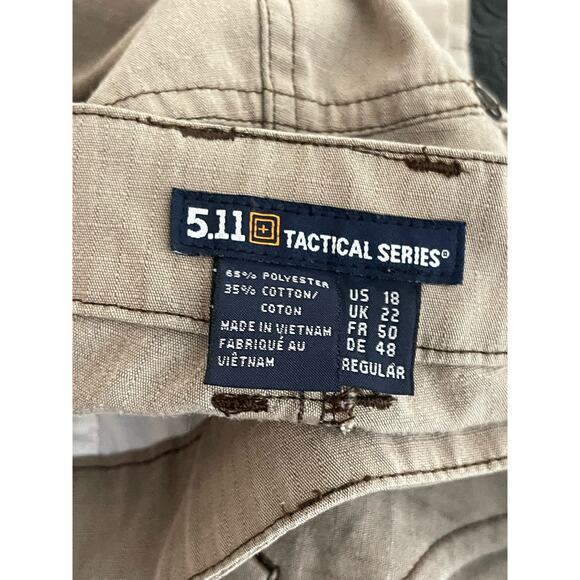 5.11 TACTICAL SERIES®
65% POLYESTER
35% COTTON/
COTON
MADE IN VIETNAM
FABRIQUÉ AU
VIÊTNAM
US 18
UK 22
FR 50
DE 48
REGULAR